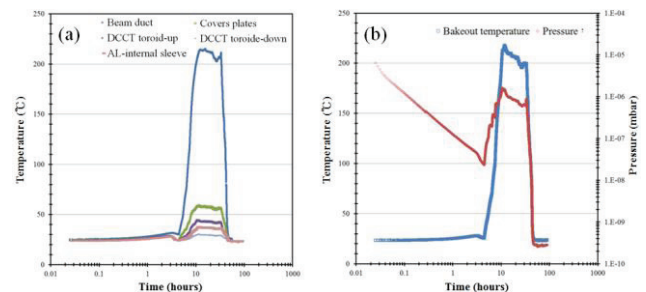 (a)
Beam duct
Covers plates
DCCT toroid-up
DCCT toroide-down
AL-internal sleeve
250
200
150
100
50
0
Temperature (℃)
0.01
0.1
1
10
100
1000
Time (hours)
(b)
Bakeout temperature
Pressure
250
200
150
100
50
0
Temperature (℃)
1.E-04
1.E-05
1.E-06
1.E-07
1.E-08
1.E-09
1.E-10
Pressure (mbar)
0.01
0.1
1
10
100
1000
Time (hours)